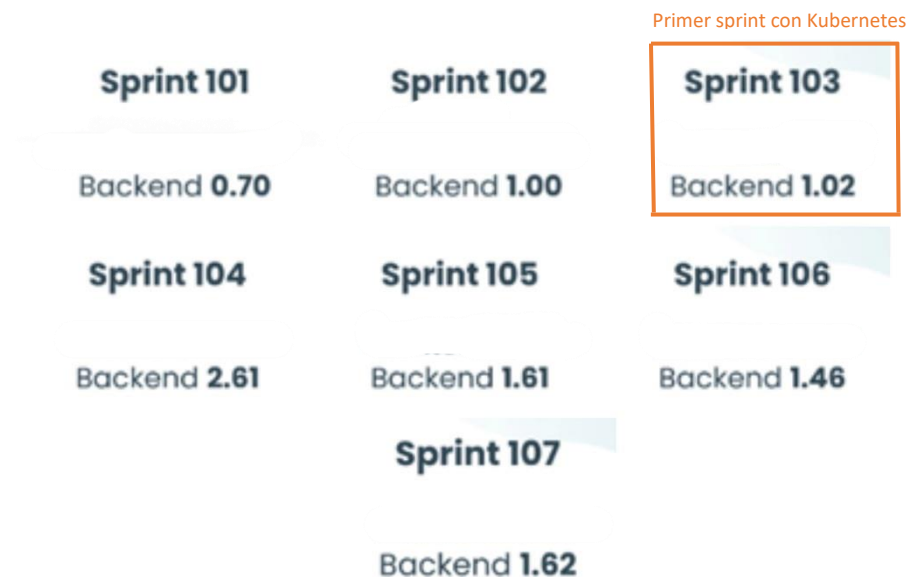 Primer sprint con Kubernetes
Sprint 101 Sprint 102 Sprint 103
Backend 0.70 Backend 1.00 Backend 1.02
Sprint 104 Sprint 105 Sprint 106
Backend 2.61 Backend 1.61 Backend 1.46
Sprint 107
Backend 1.62